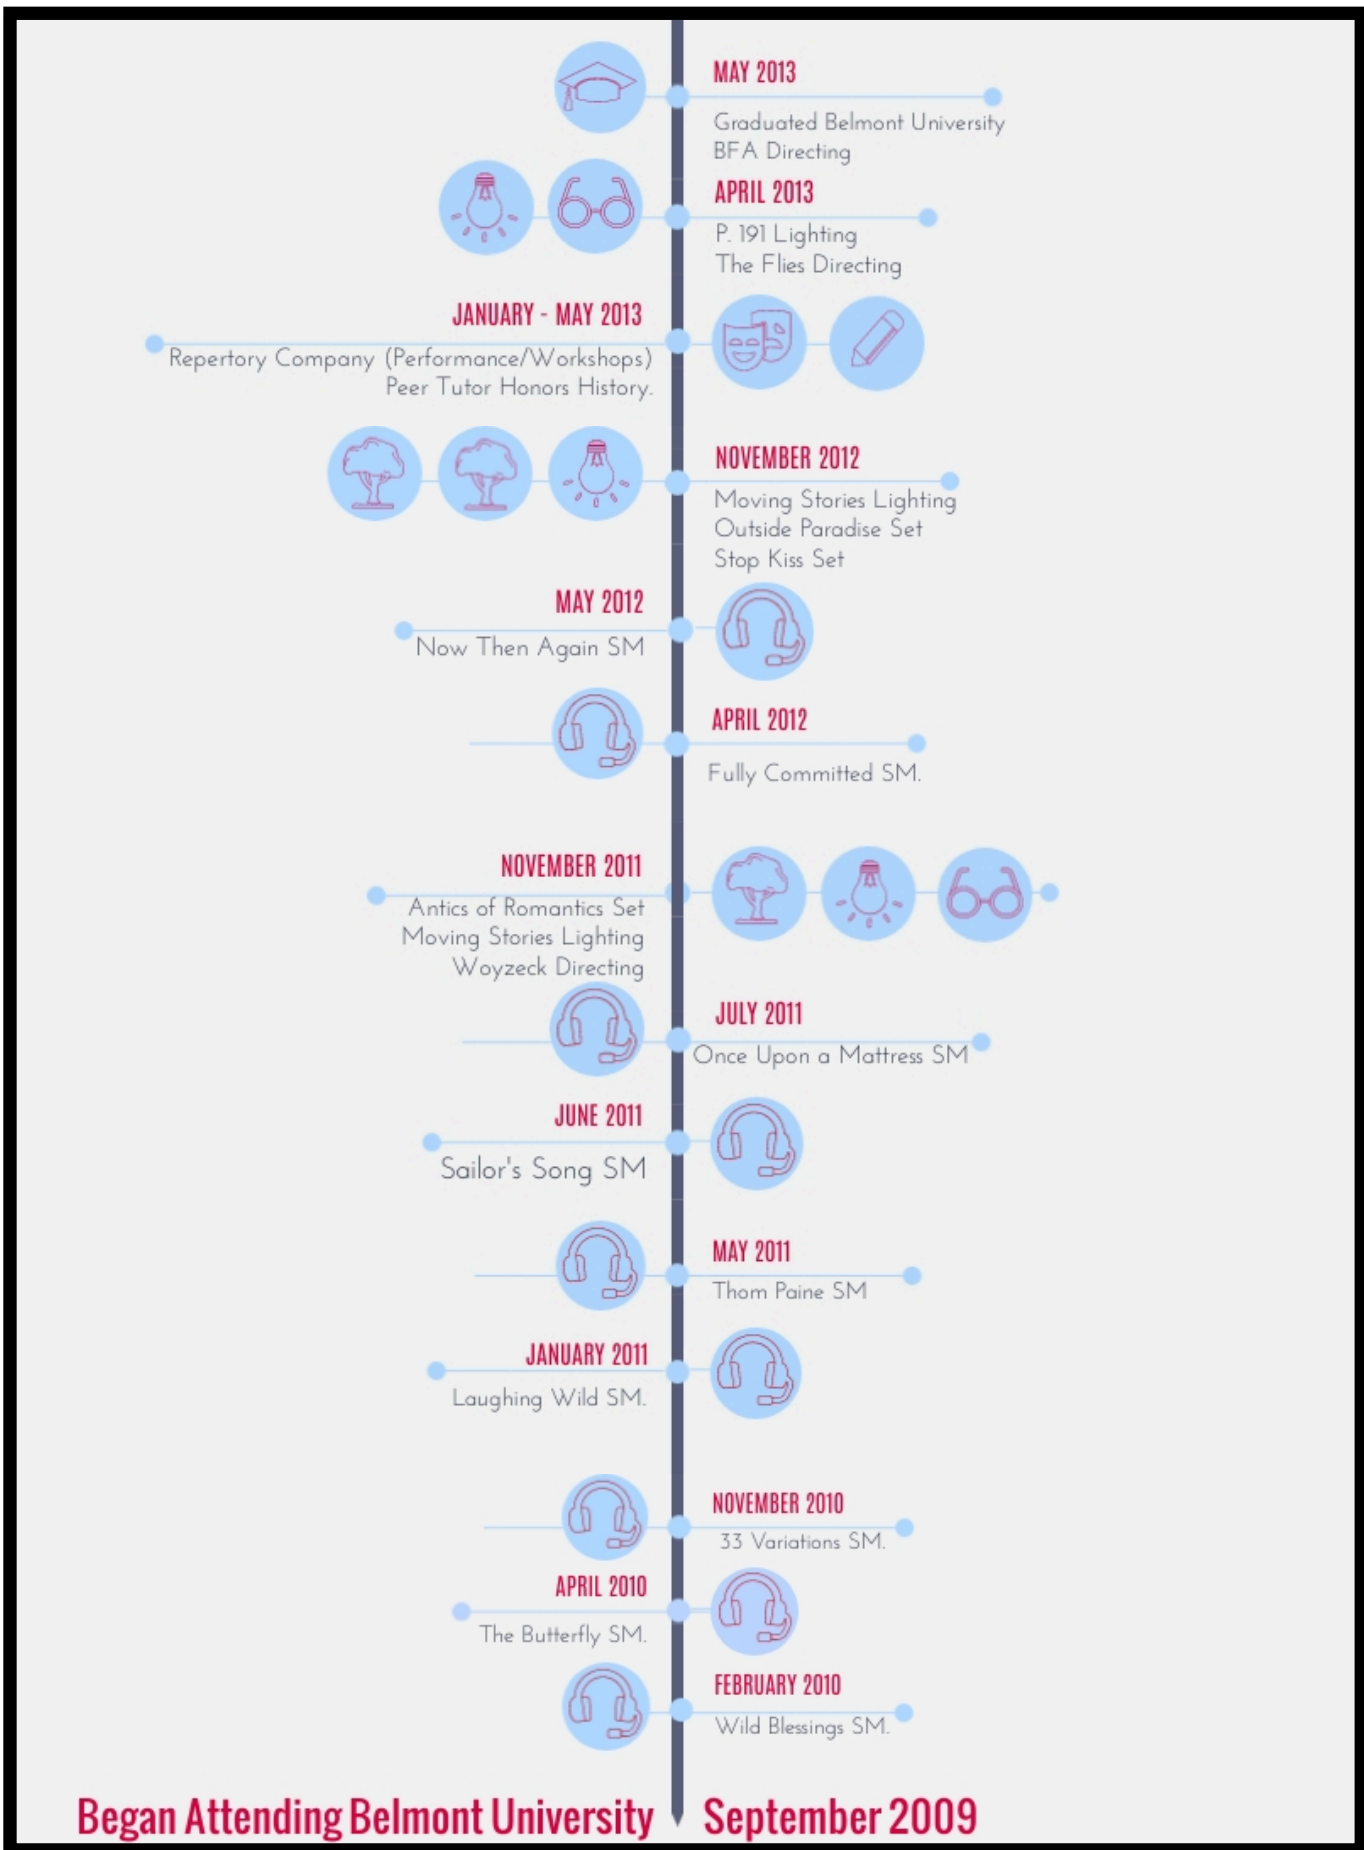 MAY 2013
Graduated Belmont University
BFA Directing
APRIL 2013
P. 191 Lighting
The Flies Directing
JANUARY - MAY 2013
Repertory Company (Performance/Workshops)
Peer Tutor Honors History.
NOVEMBER 2012
Moving Stories Lighting
Outside Paradise Set
Stop Kiss Set
MAY 2012
Now Then Again SM
APRIL 2012
Fully Committed SM.
NOVEMBER 2011
Antics of Romantics Set
Moving Stories Lighting
Woyzeck Directing
JULY 2011
Once Upon a Mattress SM
JUNE 2011
Sailor's Song SM
MAY 2011
Thom Paine SM
JANUARY 2011
Laughing Wild SM.
NOVEMBER 2010
33 Variations SM.
APRIL 2010
The Butterfly SM.
FEBRUARY 2010
Wild Blessings SM.
Began Attending Belmont University September 2009